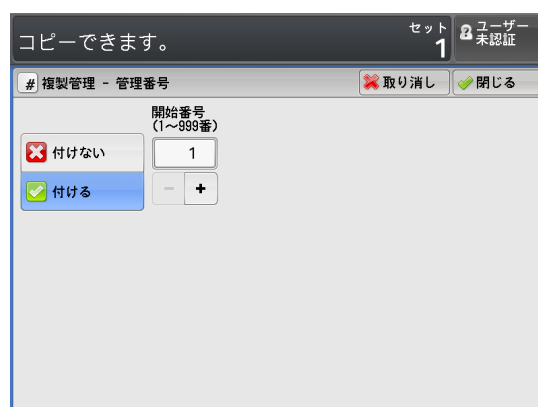 コピーできます。
セット
1
ユーザー
未認証
# 複製管理 - 管理番号
取り消し
閉じる
開始番号
(1～999番)
付けない
1
付ける
- +